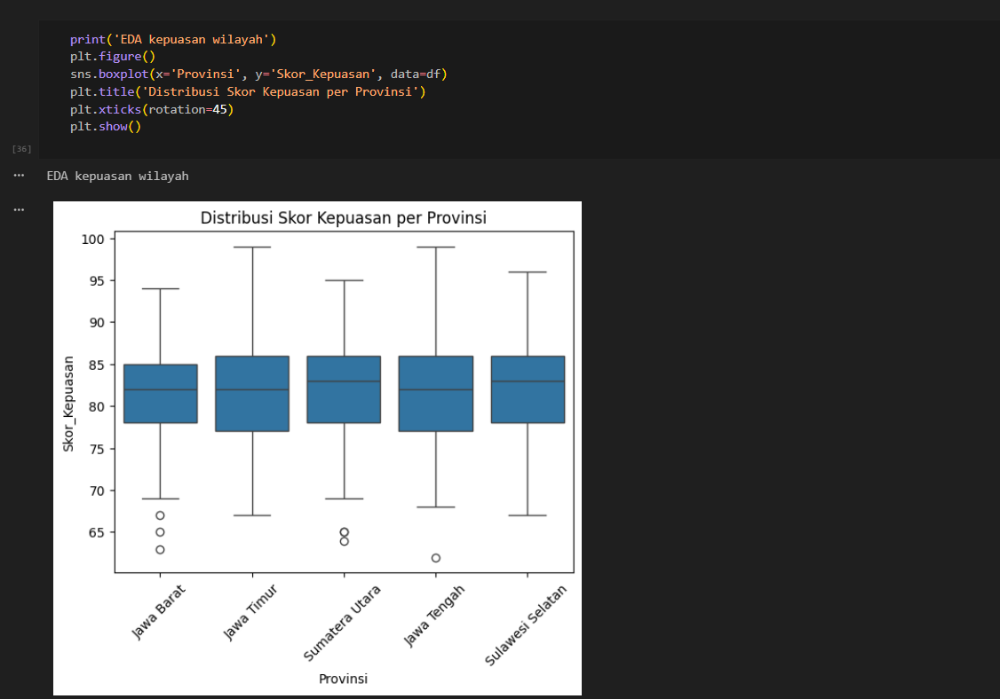 print('EDA kepuasan wilayah')
plt.figure()
sns.boxplot(x='Provinsi', y='Skor_Kepuasan', data=df)
plt.title('Distribusi Skor Kepuasan per Provinsi')
plt.xticks(rotation=45)
plt.show()
[36]
... EDA kepuasan wilayah
...
Distribusi Skor Kepuasan per Provinsi
100
95
90
85
80
75
70
65
Skor_Kepuasan
Jawa Barat
Jawa Timur
Sumatera Utara
Jawa Tengah
Sulawesi Selatan
Provinsi